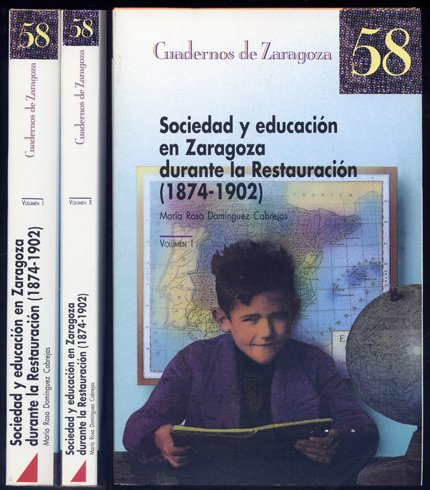 58
Cuadernos de Zaragoza
VOLUMEN I
Sociedad y educación en Zaragoza
durante la Restauración (1874-1902)
María Rosa Domínguez Cabrejas
58
Cuadernos de Zaragoza
VOLUMEN II
Sociedad y educación en Zaragoza
durante la Restauración (1874-1902)
María Rosa Domínguez Cabrejas
Cuadernos de Zaragoza
58
Sociedad y educación
en Zaragoza
durante la Restauración
(1874-1902)
María Rosa Domínguez Cabrejas
VOLUMEN I